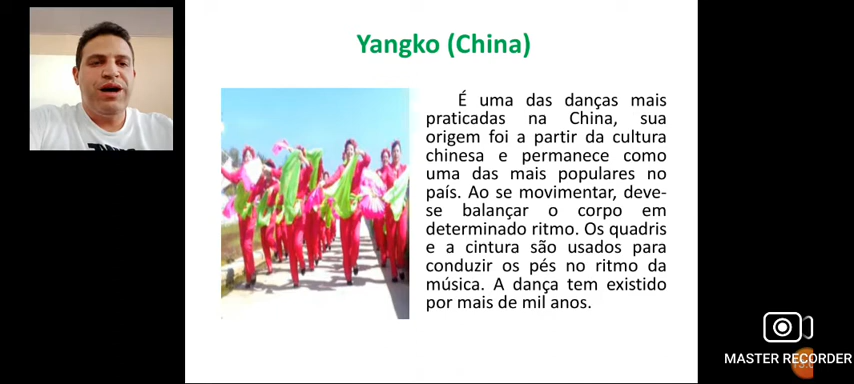 Yangko (China)
É uma das danças mais
praticadas na China, sua
origem foi a partir da cultura
chinesa e permanece como
uma das mais populares no
país. Ao se movimentar, deve-
se balançar o corpo em
determinado ritmo. Os quadris
e a cintura são usados para
conduzir os pés no ritmo da
música. A dança tem existido
por mais de mil anos.
MASTER RECORDER